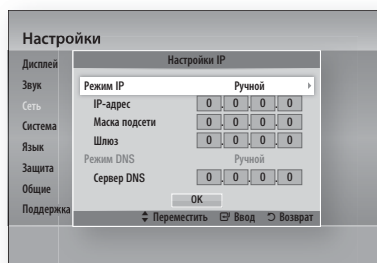 Настройки
Дисплей
Звук
Сеть
Система
Язык
Защита
Общие
Поддержка
Настройки IP
Режим IP Ручной
IP-адрес 0 . 0 . 0 . 0
Маска подсети 0 . 0 . 0 . 0
Шлюз 0 . 0 . 0 . 0
Режим DNS Ручной
Сервер DNS 0 . 0 . 0 . 0
OK
Переместить Ввод Возврат